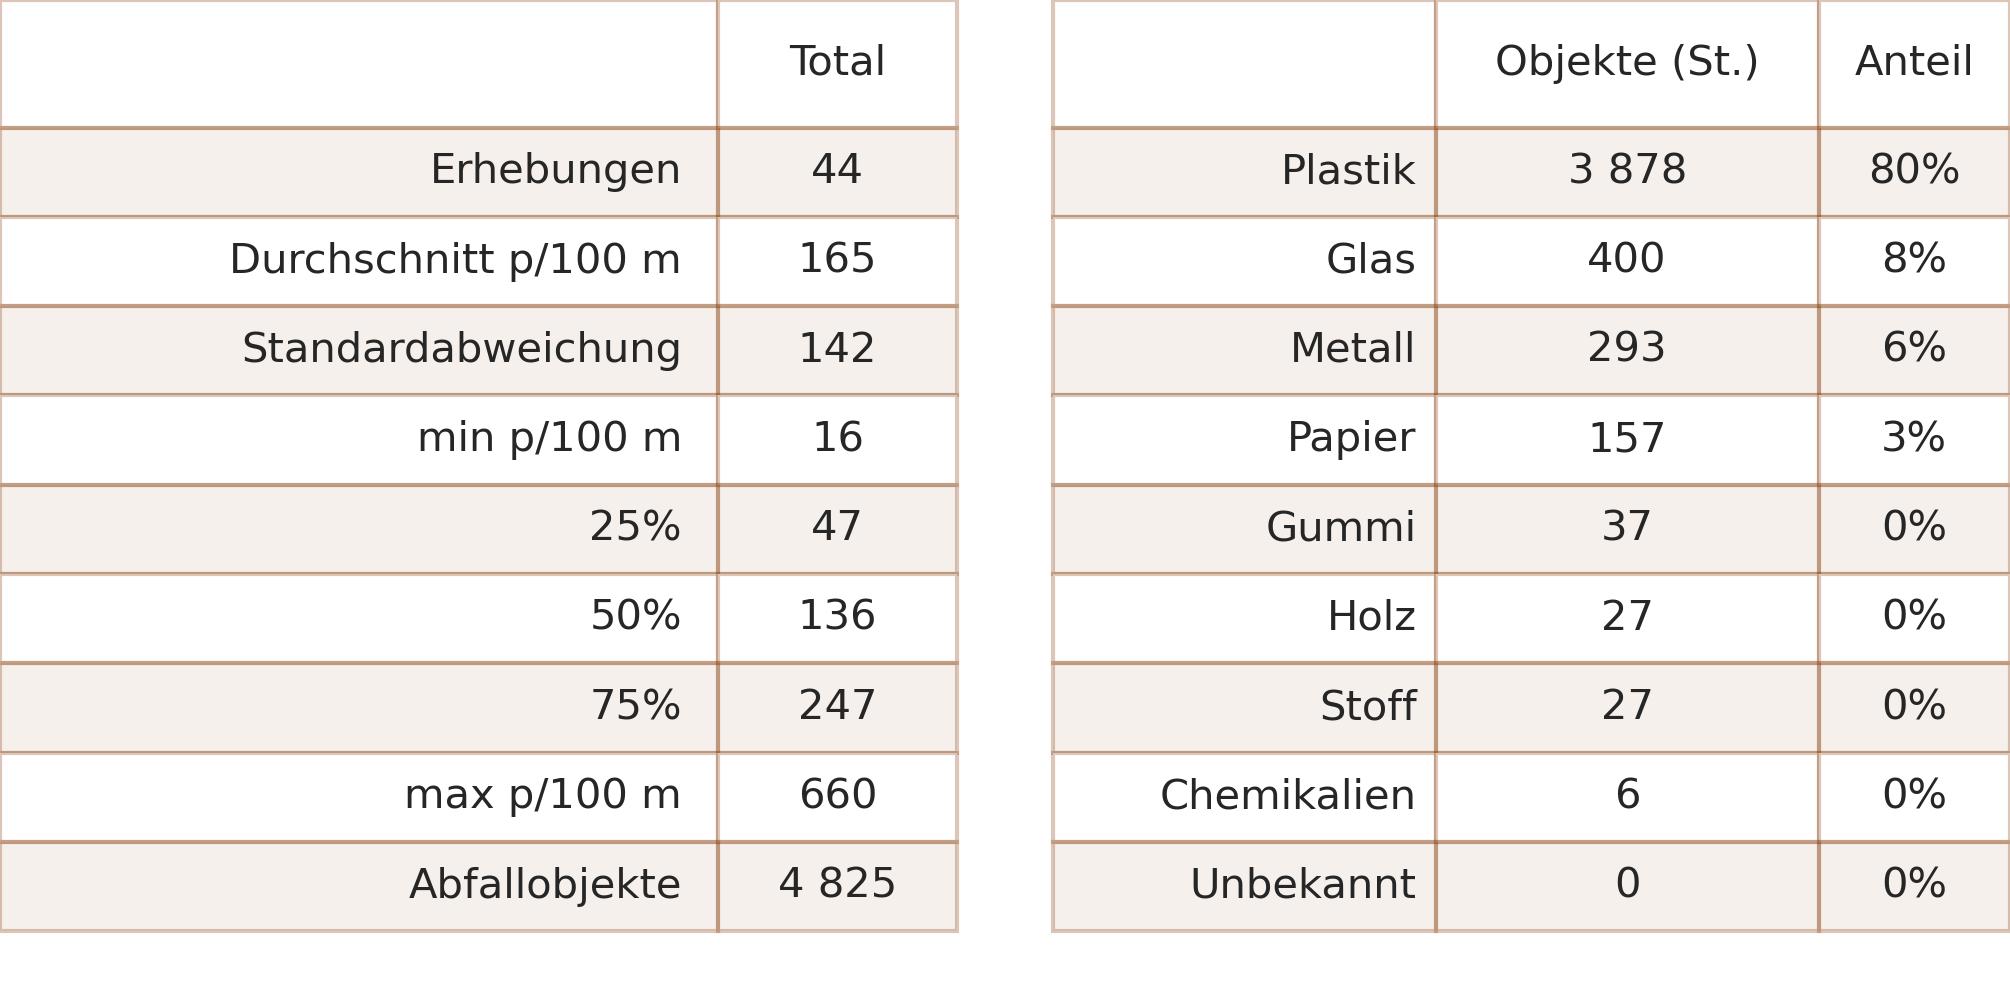 Total
Erhebungen 44
Durchschnitt p/100 m 165
Standardabweichung 142
min p/100 m 16
25% 47
50% 136
75% 247
max p/100 m 660
Abfallobjekte 4 825
Objekte (St.) Anteil
Plastik 3 878 80%
Glas 400 8%
Metall 293 6%
Papier 157 3%
Gummi 37 0%
Holz 27 0%
Stoff 27 0%
Chemikalien 6 0%
Unbekannt 0 0%